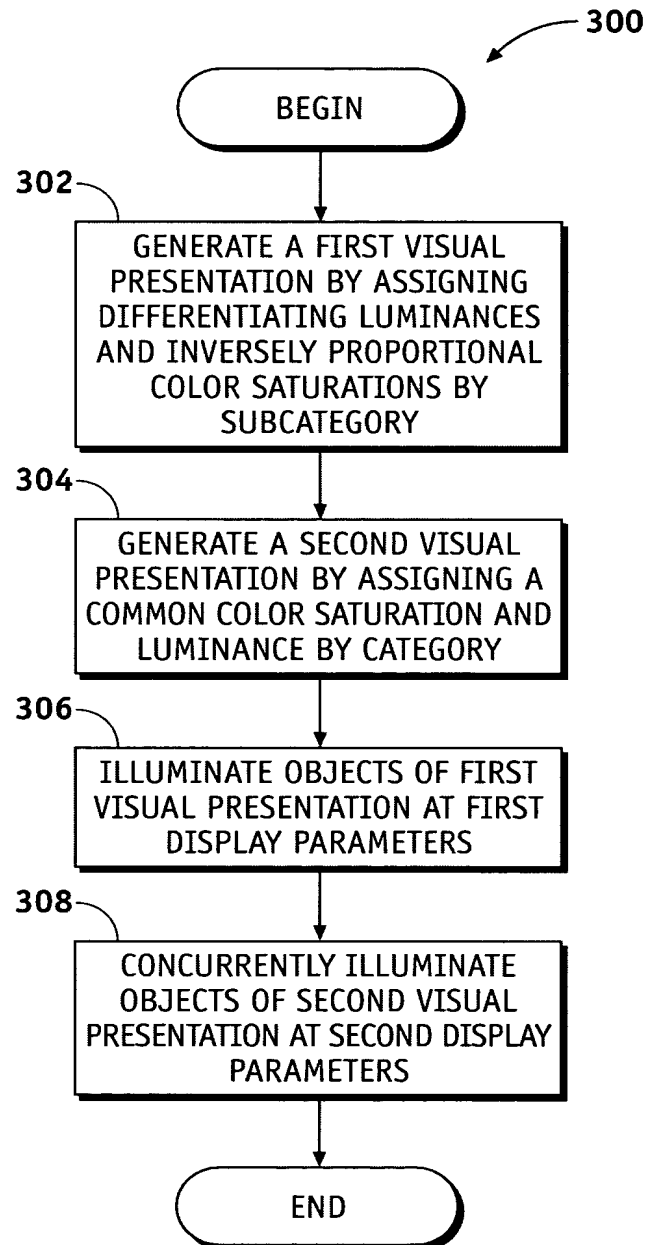 300
BEGIN
302
GENERATE A FIRST VISUAL
PRESENTATION BY ASSIGNING
DIFFERENTIATING LUMINANCES
AND INVERSELY PROPORTIONAL
COLOR SATURATIONS BY
SUBCATEGORY
304
GENERATE A SECOND VISUAL
PRESENTATION BY ASSIGNING A
COMMON COLOR SATURATION AND
LUMINANCE BY CATEGORY
306
ILLUMINATE OBJECTS OF FIRST
VISUAL PRESENTATION AT FIRST
DISPLAY PARAMETERS
308
CONCURRENTLY ILLUMINATE
OBJECTS OF SECOND VISUAL
PRESENTATION AT SECOND DISPLAY
PARAMETERS
END